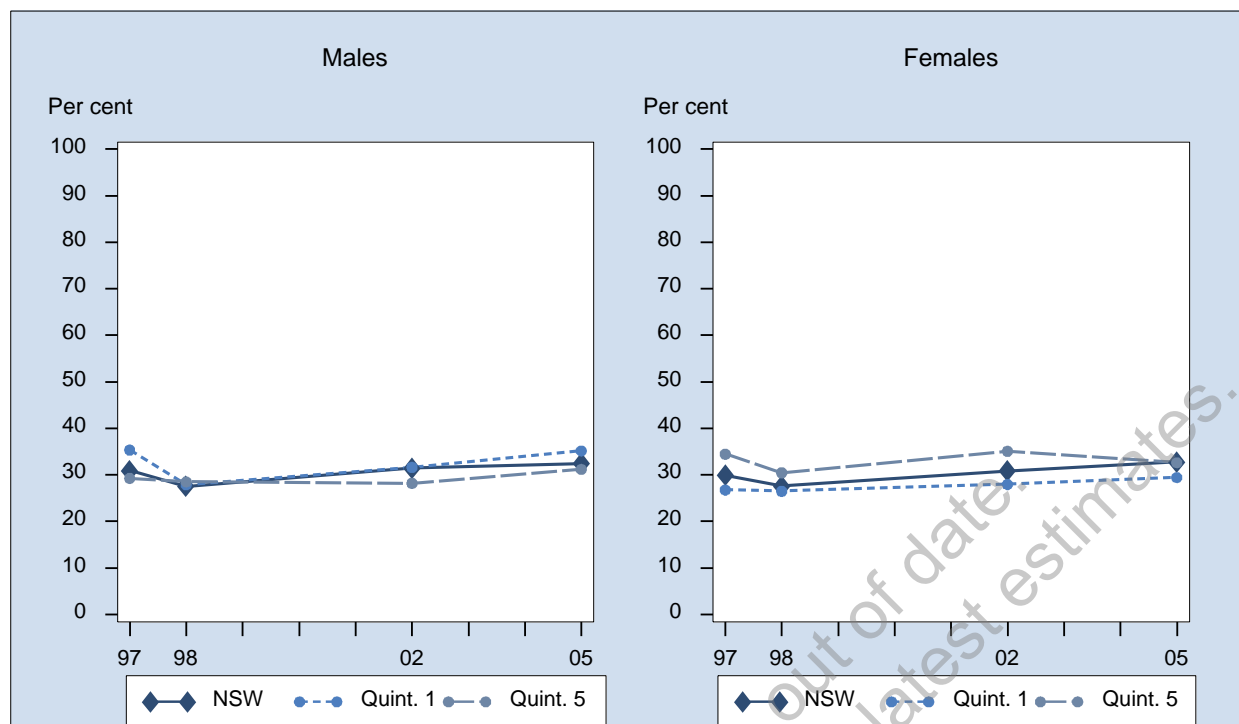 Males
Per cent
100
90
80
70
60
50
40
30
20
10
0
97 98 02 05
NSW Quint. 1 Quint. 5
Females
Per cent
100
90
80
70
60
50
40
30
20
10
0
97 98 02 05
NSW Quint. 1 Quint. 5
out of date.
latest estimates.